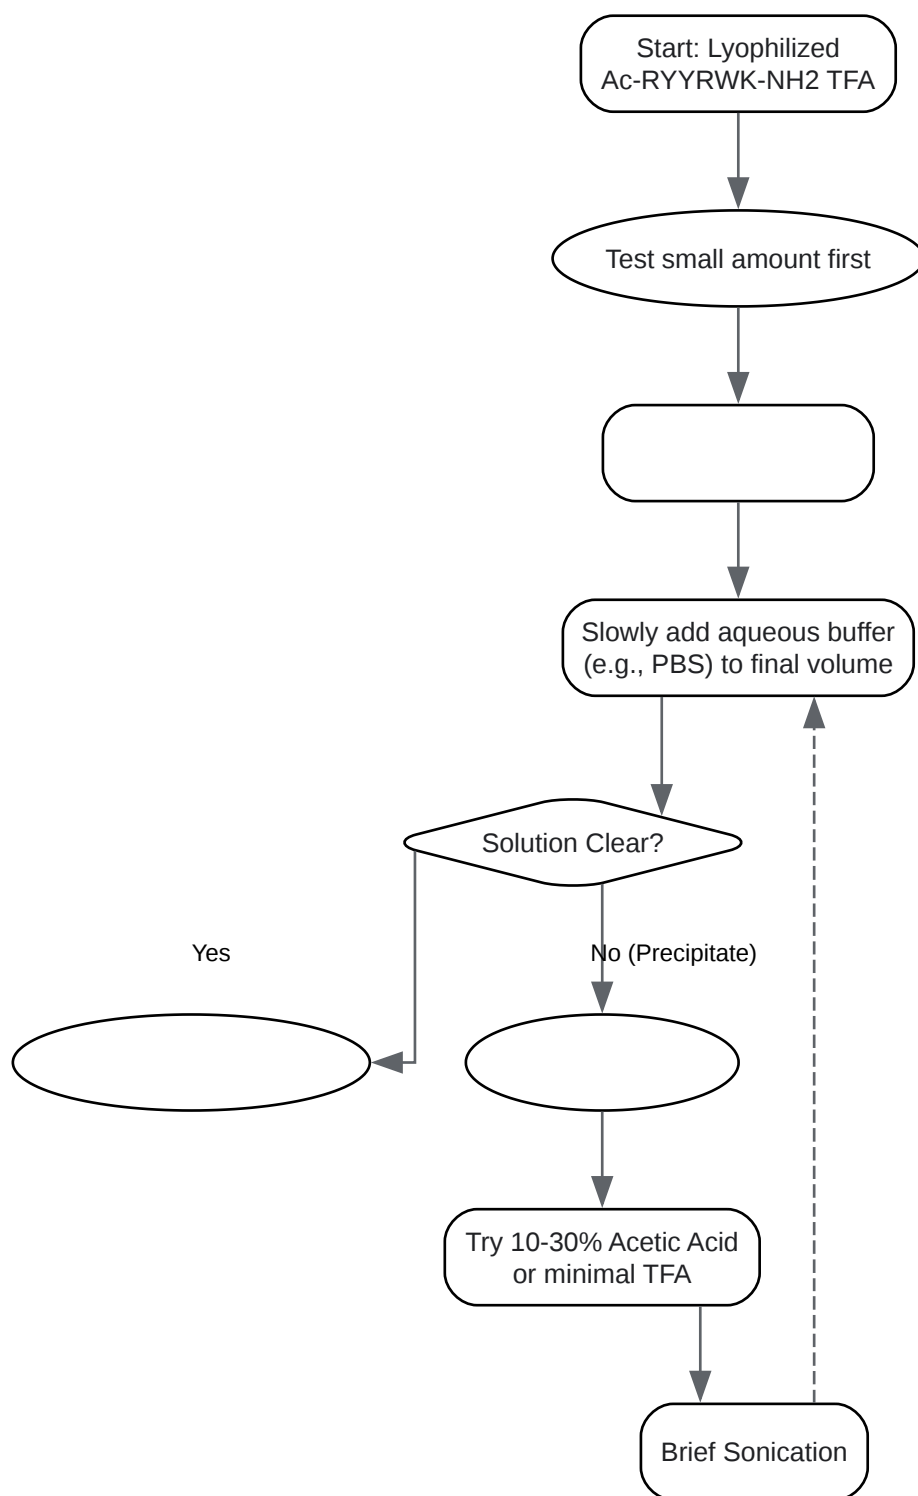 Start: Lyophilized
Ac-RYYRWK-NH2 TFA
Test small amount first
Slowly add aqueous buffer
(e.g., PBS) to final volume
Solution Clear?
Yes
No (Precipitate)
Try 10-30% Acetic Acid
or minimal TFA
Brief Sonication